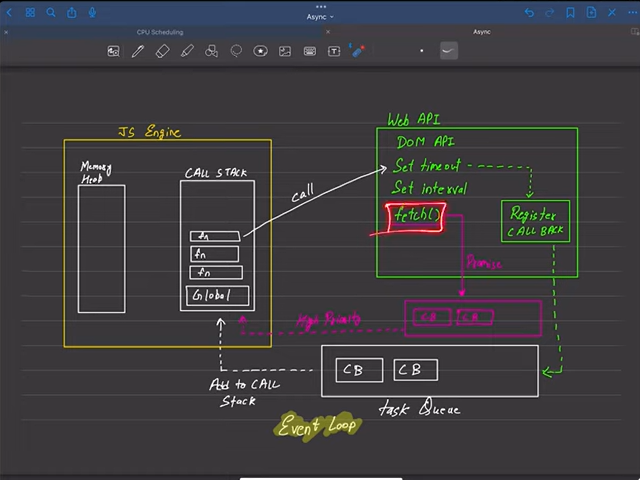 Async
CPU Scheduling
Async
JS Engine
Memory
Heap
CALL STACK
fn
fn
fn
Global
call
Web API
DOM API
Set timeout
Set interval
fetch()
Register
CALL BACK
Promise
CB
CB
High Priority
CB
CB
Add to CALL
Stack
task Queue
Event Loop